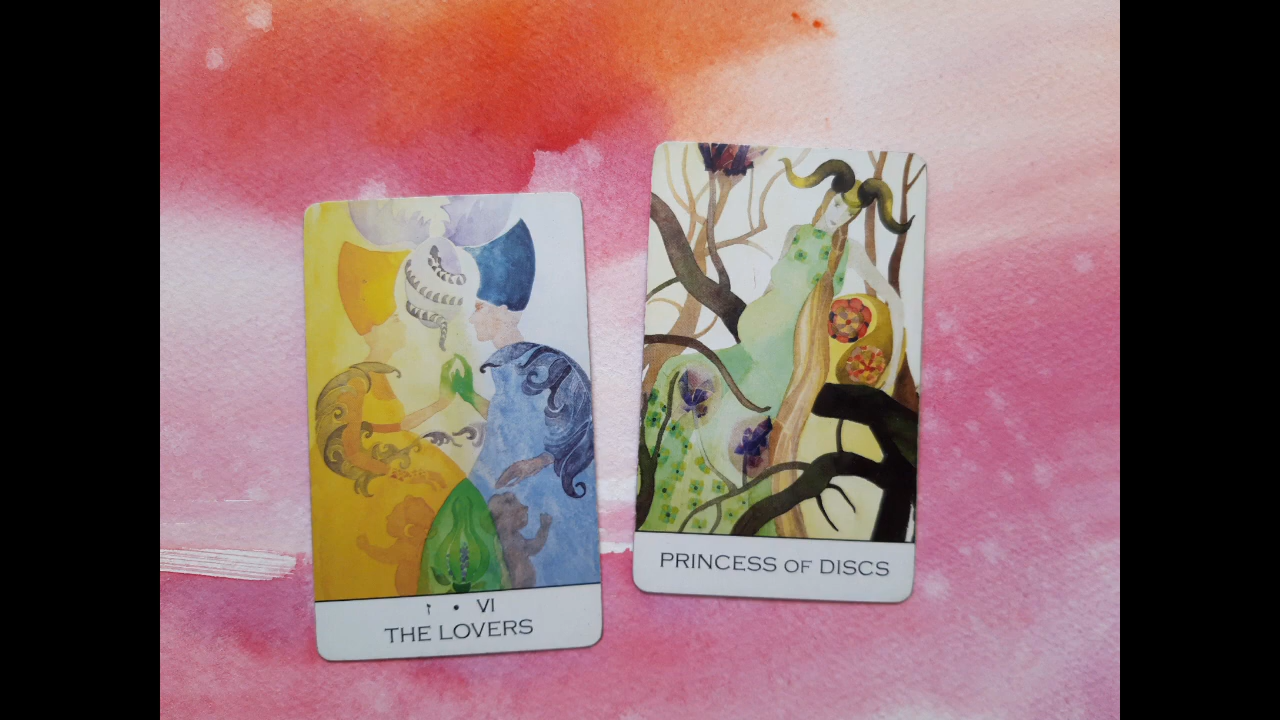 ז • VI
THE LOVERS
PRINCESS OF DISCS